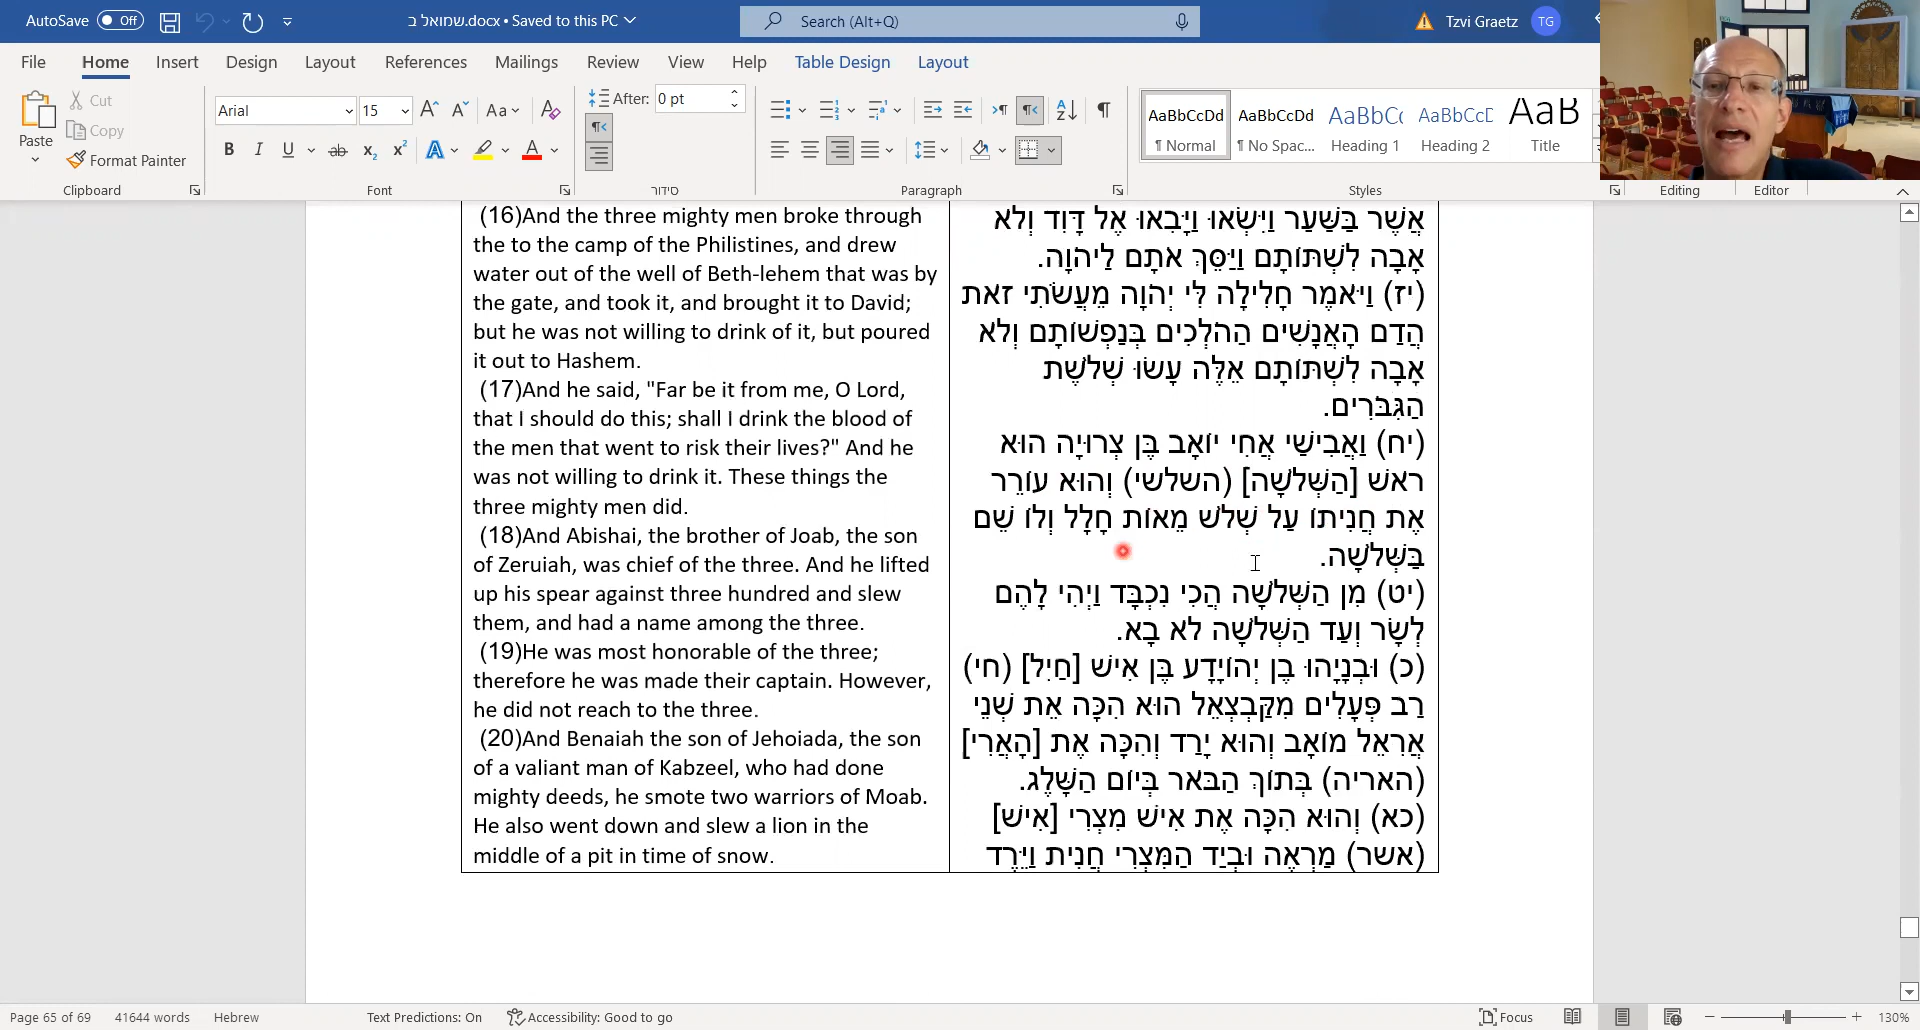 AutoSave Off שמואל ב.docx • Saved to this PC Search (Alt+Q) Tzvi Graetz TG
File Home Insert Design Layout References Mailings Review View Help Table Design Layout
Paste Cut Copy Format Painter
Arial 15 Aa
B I U ab x₂ x² A A
After: 0 pt
AaBbCcDd AaBbCcDd AaBbCc AaBbCcD AaB
¶ Normal ¶ No Spac... Heading 1 Heading 2 Title
Clipboard Font סידור Paragraph Styles Editing Editor
(16)And the three mighty men broke through
the to the camp of the Philistines, and drew
water out of the well of Beth-lehem that was by
the gate, and took it, and brought it to David;
but he was not willing to drink of it, but poured
it out to Hashem.
(17)And he said, "Far be it from me, O Lord,
that I should do this; shall I drink the blood of
the men that went to risk their lives?" And he
was not willing to drink it. These things the
three mighty men did.
(18)And Abishai, the brother of Joab, the son
of Zeruiah, was chief of the three. And he lifted
up his spear against three hundred and slew
them, and had a name among the three.
(19)He was most honorable of the three;
therefore he was made their captain. However,
he did not reach to the three.
(20)And Benaiah the son of Jehoiada, the son
of a valiant man of Kabzeel, who had done
mighty deeds, he smote two warriors of Moab.
He also went down and slew a lion in the
middle of a pit in time of snow.
אֲשֶׁר בַּשַּׁעַר וַיִּשְׂאוּ וַיָּבִאוּ אֶל דָּוִד וְלֹא
אָבָה לִשְׁתּוֹתָם וַיַּסֵּךְ אֹתָם לַיהוָה.
(יז) וַיֹּאמֶר חָלִילָה לִּי יְהוָה מֵעֲשֹׂתִי זֹאת
הֲדַם הָאֲנָשִׁים הַהֹלְכִים בְּנַפְשׁוֹתָם וְלֹא
אָבָה לִשְׁתּוֹתָם אֵלֶּה עָשׂוּ שְׁלֹשֶׁת
הַגִּבֹּרִים.
(יח) וַאֲבִישַׁי אֲחִי יוֹאָב בֶּן צְרוּיָה הוּא
רֹאשׁ [הַשְּׁלֹשָׁה] (השלשי) וְהוּא עוֹרֵר
אֶת חֲנִיתוֹ עַל שְׁלֹשׁ מֵאוֹת חָלָל וְלוֹ שֵׁם
בַּשְּׁלֹשָׁה.
(יט) מִן הַשְּׁלֹשָׁה הֲכִי נִכְבָּד וַיְהִי לָהֶם
לְשָׂר וְעַד הַשְּׁלֹשָׁה לֹא בָא.
(כ) וּבְנָיָהוּ בֶן יְהוֹיָדָע בֶּן אִישׁ [חַיִל] (חי)
רַב פְּעָלִים מִקַּבְצְאֵל הוּא הִכָּה אֵת שְׁנֵי
אֲרִאֵל מוֹאָב וְהוּא יָרַד וְהִכָּה אֶת [הָאֲרִי]
(האריה) בְּתוֹךְ הַבֹּאר בְּיוֹם הַשָּׁלֶג.
(כא) וְהוּא הִכָּה אֶת אִישׁ מִצְרִי [אִישׁ]
(אשר) מַרְאֶה וּבְיַד הַמִּצְרִי חֲנִית וַיֵּרֶד
Page 65 of 69 41644 words Hebrew Text Predictions: On Accessibility: Good to go Focus 130%